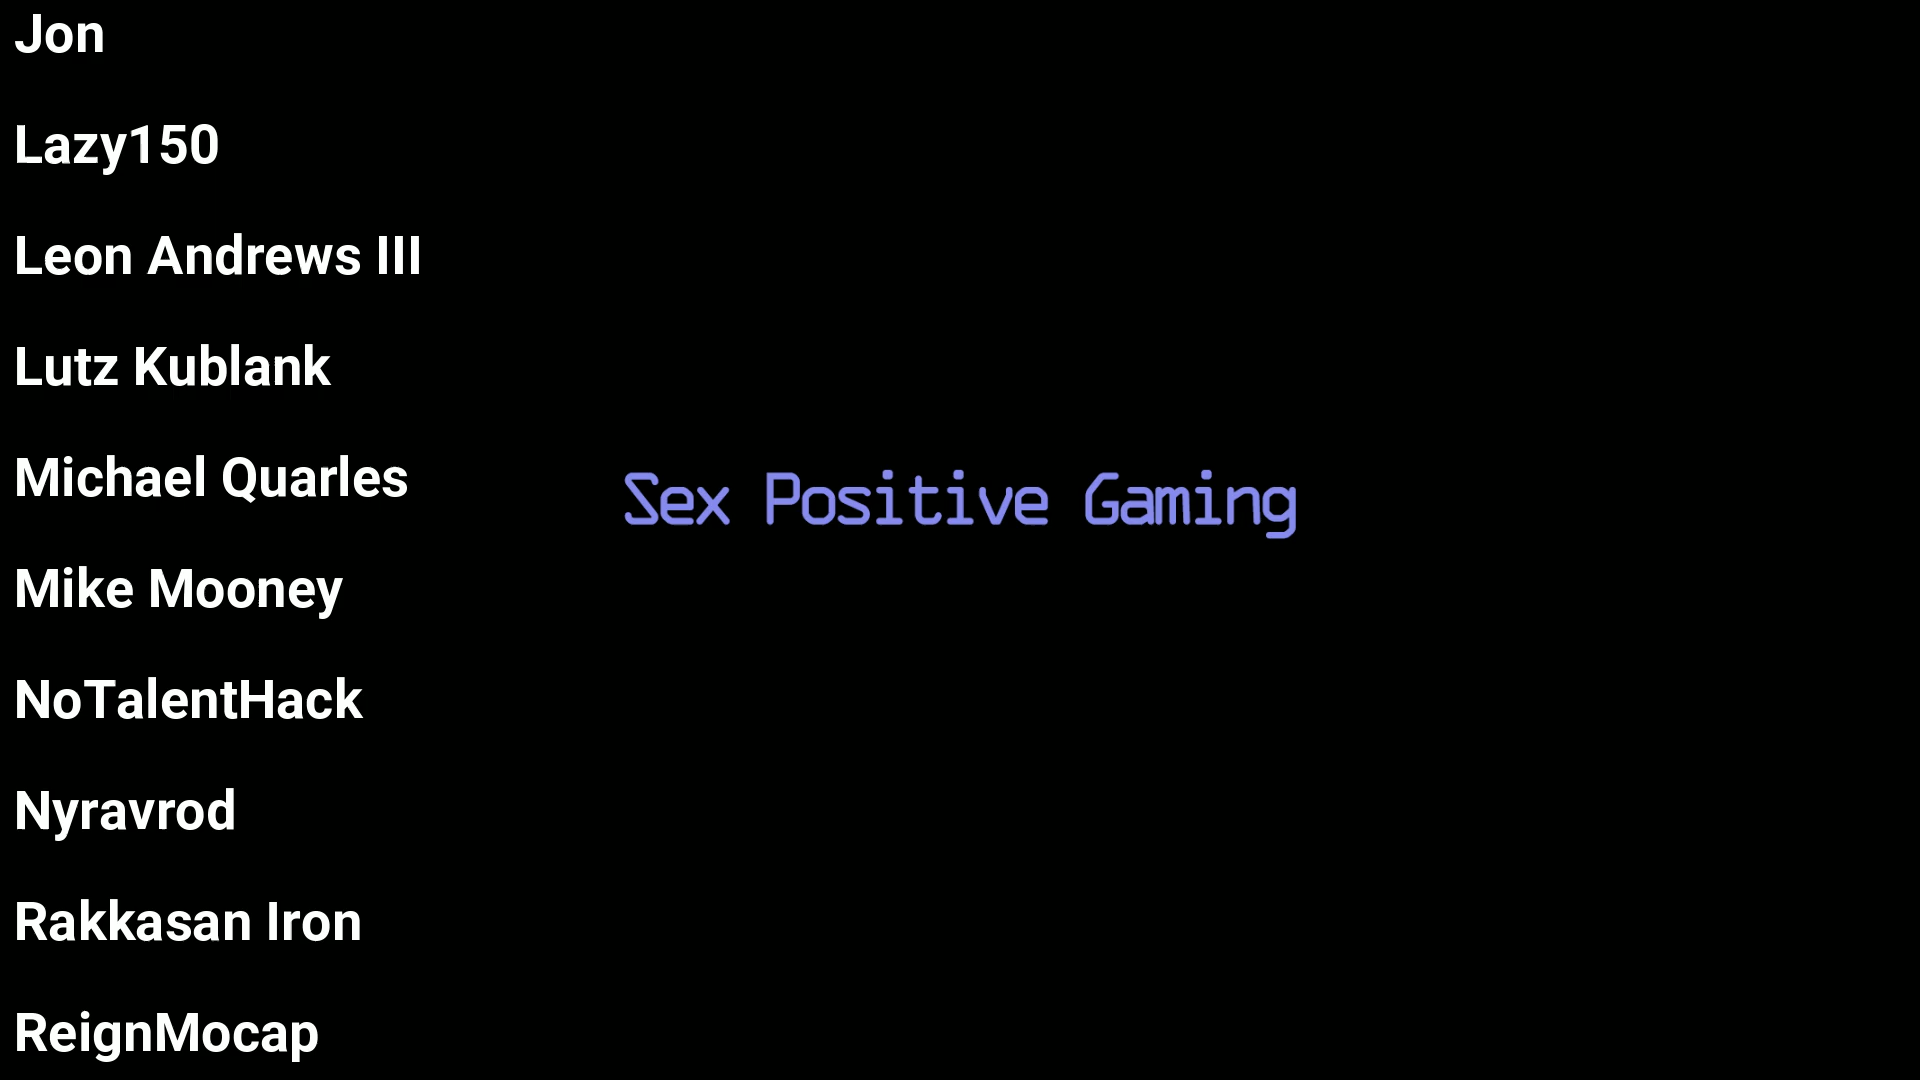 Jon
Lazy150
Leon Andrews III
Lutz Kublank
Michael Quarles
Sex Positive Gaming
Mike Mooney
NoTalentHack
Nyravrod
Rakkasan Iron
ReignMocap